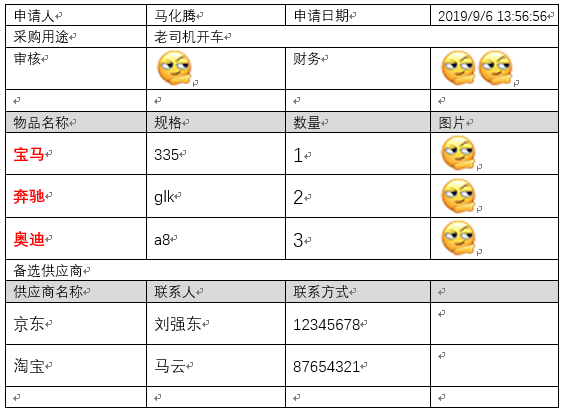 申请人 马化腾 申请日期 2019/9/6 13:56:56
采购用途 老司机开车
审核 财务
物品名称 规格 数量 图片
宝马 335 1
奔驰 glk 2
奥迪 a8 3
备选供应商
供应商名称 联系人 联系方式
京东 刘强东 12345678
淘宝 马云 87654321